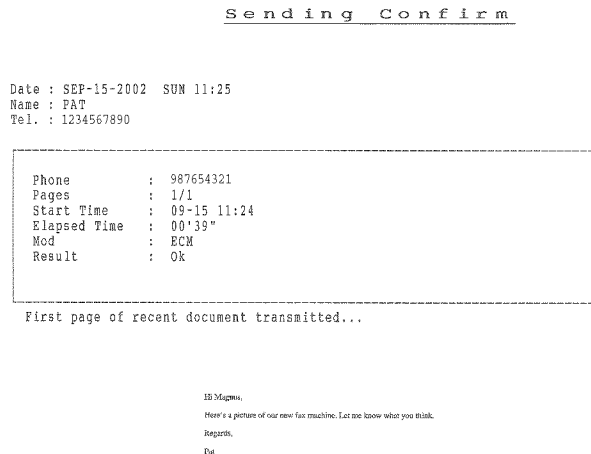 Sending Confirm
Date : SEP-15-2002 SUN 11:25
Name : PAT
Tel. : 1234567890
Phone : 987654321
Pages : 1/1
Start Time : 09-15 11:24
Elapsed Time : 00'39"
Mod : ECM
Result : Ok
First page of recent document transmitted...
Hi Magnus,
Here's a picture of our new fax machine. Let me know what you think.
Regards,
Pat